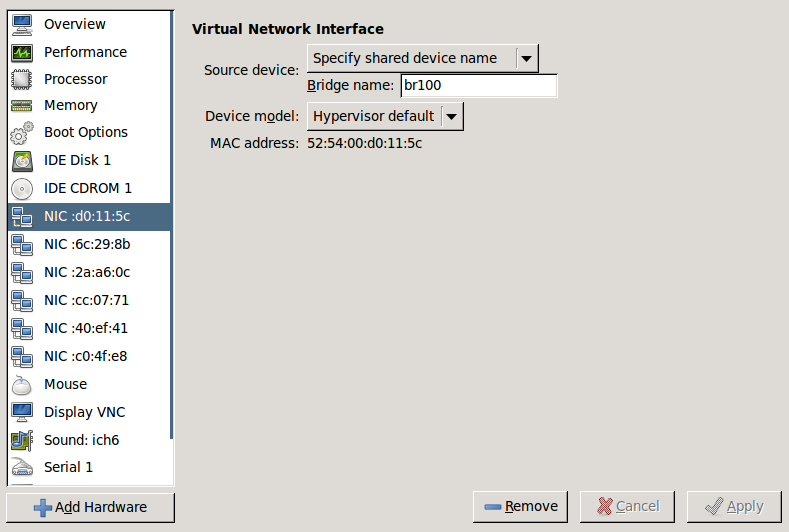 Overview
Performance
Processor
Memory
Boot Options
IDE Disk 1
IDE CDROM 1
NIC :d0:11:5c
NIC :6c:29:8b
NIC :2a:a6:0c
NIC :cc:07:71
NIC :40:ef:41
NIC :c0:4f:e8
Mouse
Display VNC
Sound: ich6
Serial 1
Add Hardware
Virtual Network Interface
Source device: Specify shared device name
Bridge name: br100
Device model: Hypervisor default
MAC address: 52:54:00:d0:11:5c
Remove Cancel Apply